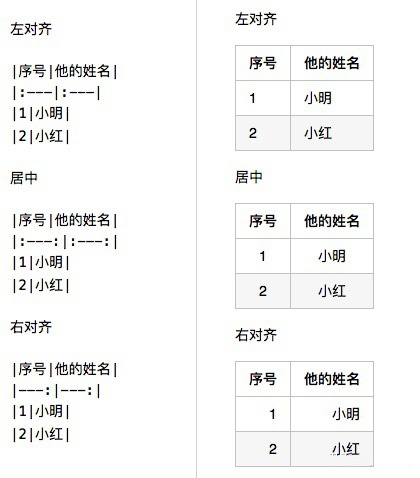 左对齐
|序号|他的姓名|
|:———|:———|
|1|小明|
|2|小红|
居中
|序号|他的姓名|
|:———:|:———:|
|1|小明|
|2|小红|
右对齐
|序号|他的姓名|
|———:|———:|
|1|小明|
|2|小红|
左对齐
序号 他的姓名
1 小明
2 小红
居中
序号 他的姓名
1 小明
2 小红
右对齐
序号 他的姓名
1 小明
2 小红